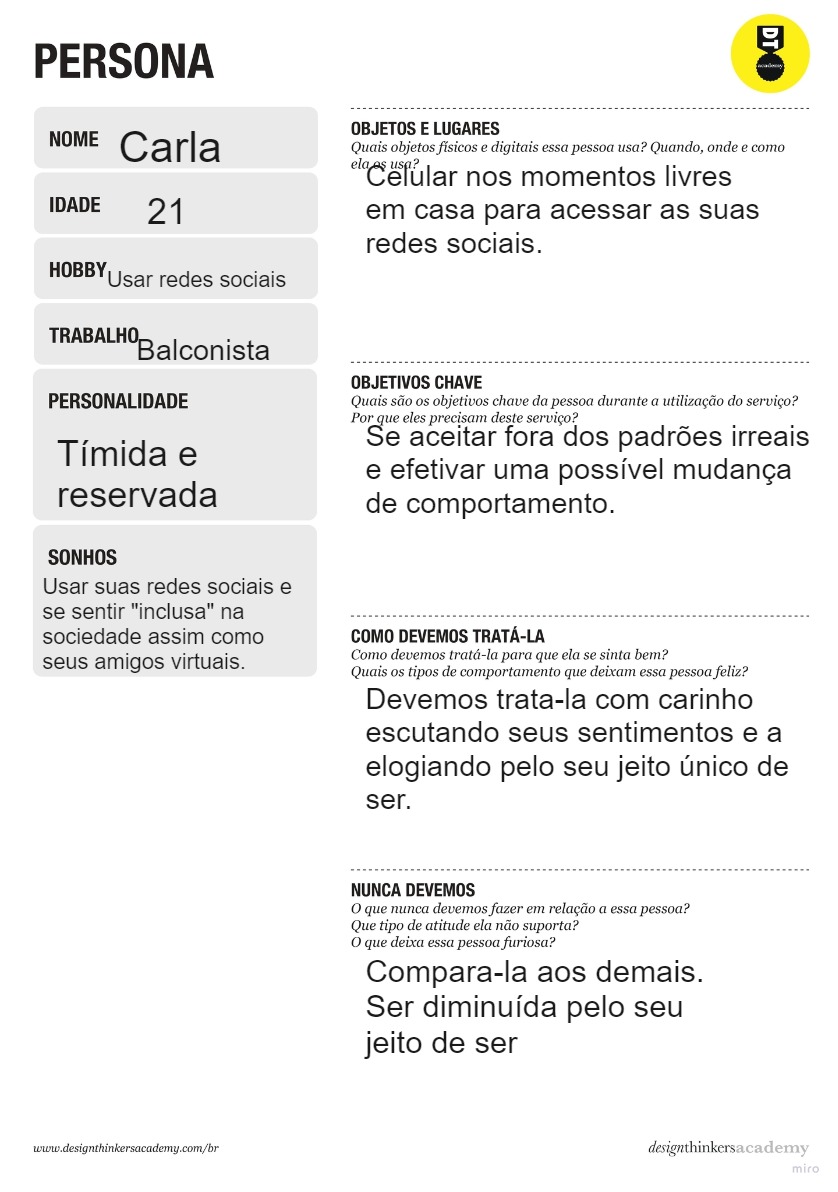 PERSONA
DT
academy
NOME Carla
IDADE 21
HOBBY Usar redes sociais
TRABALHO Balconista
PERSONALIDADE
Tímida e
reservada
SONHOS
Usar suas redes sociais e
se sentir "inclusa" na
sociedade assim como
seus amigos virtuais.
OBJETOS E LUGARES
Quais objetos físicos e digitais essa pessoa usa? Quando, onde e como
ela os usa?
Celular nos momentos livres
em casa para acessar as suas
redes sociais.
OBJETIVOS CHAVE
Quais são os objetivos chave da pessoa durante a utilização do serviço?
Por que eles precisam deste serviço?
Se aceitar fora dos padrões irreais
e efetivar uma possível mudança
de comportamento.
COMO DEVEMOS TRATÁ-LA
Como devemos tratá-la para que ela se sinta bem?
Quais os tipos de comportamento que deixam essa pessoa feliz?
Devemos trata-la com carinho
escutando seus sentimentos e a
elogiando pelo seu jeito único de
ser.
NUNCA DEVEMOS
O que nunca devemos fazer em relação a essa pessoa?
Que tipo de atitude ela não suporta?
O que deixa essa pessoa furiosa?
Compara-la aos demais.
Ser diminuída pelo seu
jeito de ser
www.designthinkersacademy.com/br
designthinkersacademy
miro